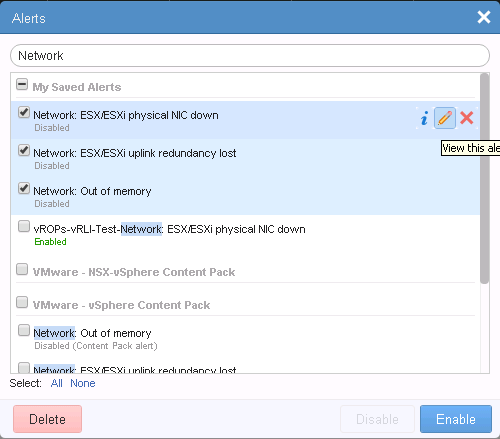 Alerts
Network
My Saved Alerts
Network: ESX/ESXi physical NIC down
Disabled
View this ale
Network: ESX/ESXi uplink redundancy lost
Disabled
Network: Out of memory
Disabled
vROPs-vRLI-Test-Network: ESX/ESXi physical NIC down
Enabled
VMware - NSX-vSphere Content Pack
VMware - vSphere Content Pack
Network: Out of memory
Disabled (Content Pack alert)
Network: ESX/ESXi uplink redundancy lost
Select: All None
Delete Disable Enable